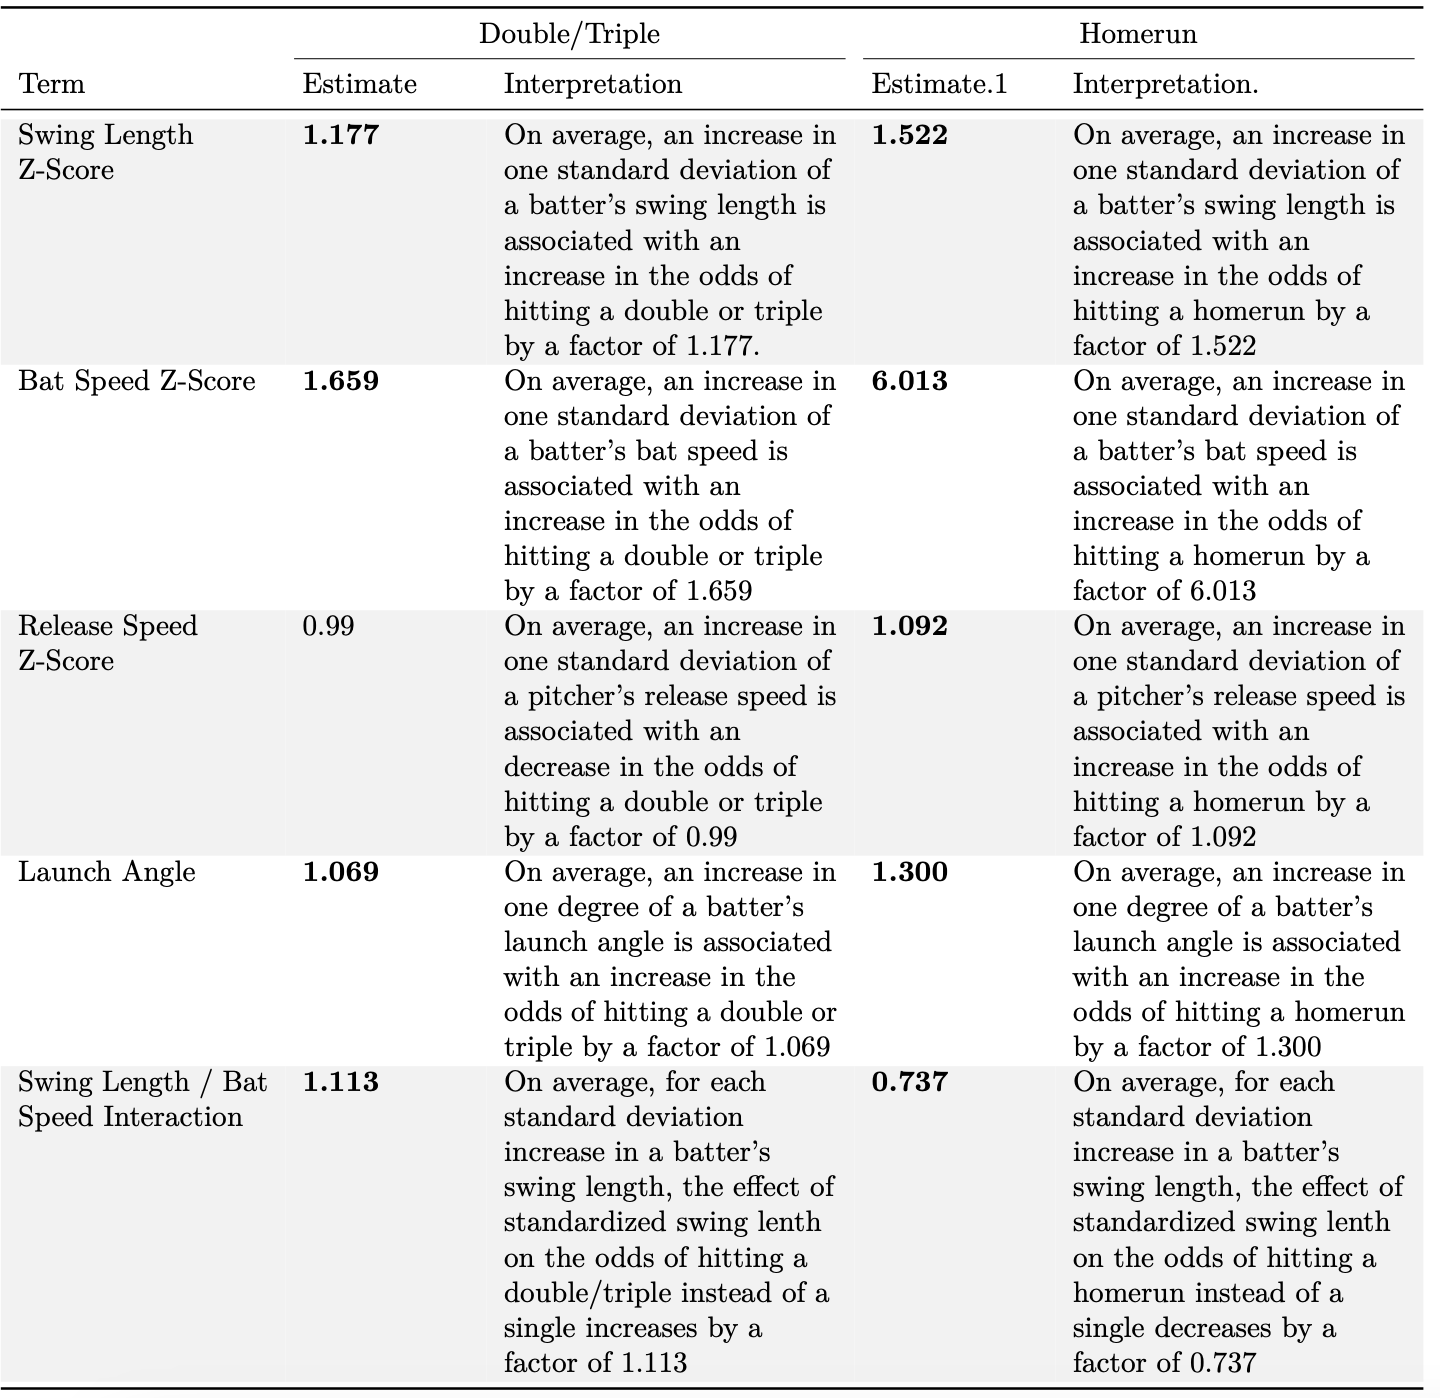 Double/Triple
Homerun
Term
Estimate
Interpretation
Estimate.1
Interpretation.
Swing Length
Z-Score
1.177
On average, an increase in
one standard deviation of
a batter's swing length is
associated with an
increase in the odds of
hitting a double or triple
by a factor of 1.177.
1.522
On average, an increase in
one standard deviation of
a batter's swing length is
associated with an
increase in the odds of
hitting a homerun by a
factor of 1.522
Bat Speed Z-Score
1.659
On average, an increase in
one standard deviation of
a batter's bat speed is
associated with an
increase in the odds of
hitting a double or triple
by a factor of 1.659
6.013
On average, an increase in
one standard deviation of
a batter's bat speed is
associated with an
increase in the odds of
hitting a homerun by a
factor of 6.013
Release Speed
Z-Score
0.99
On average, an increase in
one standard deviation of
a pitcher's release speed is
associated with an
decrease in the odds of
hitting a double or triple
by a factor of 0.99
1.092
On average, an increase in
one standard deviation of
a pitcher's release speed is
associated with an
increase in the odds of
hitting a homerun by a
factor of 1.092
Launch Angle
1.069
On average, an increase in
one degree of a batter's
launch angle is associated
with an increase in the
odds of hitting a double or
triple by a factor of 1.069
1.300
On average, an increase in
one degree of a batter's
launch angle is associated
with an increase in the
odds of hitting a homerun
by a factor of 1.300
Swing Length / Bat
Speed Interaction
1.113
On average, for each
standard deviation
increase in a batter's
swing length, the effect of
standardized swing lenth
on the odds of hitting a
double/triple instead of a
single increases by a
factor of 1.113
0.737
On average, for each
standard deviation
increase in a batter's
swing length, the effect of
standardized swing lenth
on the odds of hitting a
homerun instead of a
single decreases by a
factor of 0.737